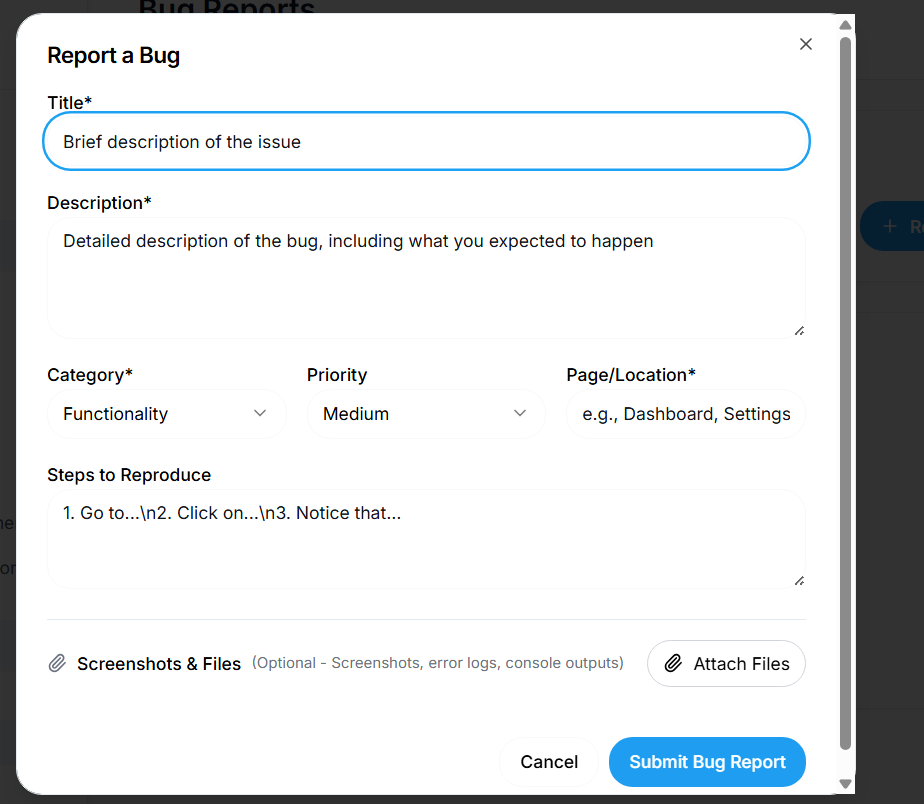 Bug Reports
Report a Bug
Title*
Brief description of the issue
Description*
Detailed description of the bug, including what you expected to happen
Category* Priority Page/Location*
Functionality Medium e.g., Dashboard, Settings
Steps to Reproduce
1. Go to...\n2. Click on...\n3. Notice that...
Screenshots & Files (Optional - Screenshots, error logs, console outputs) Attach Files
Cancel Submit Bug Report